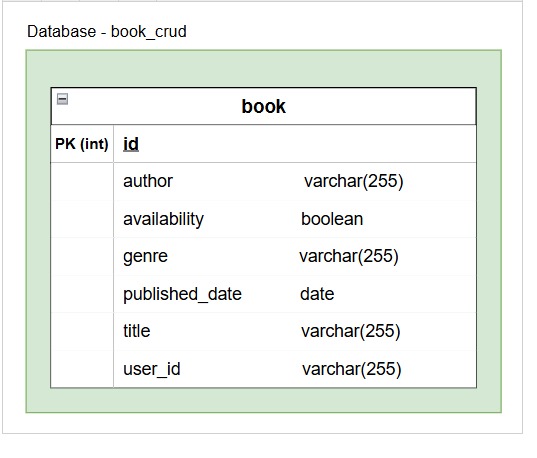 Database - book_crud
book
PK (int) id
author varchar(255)
availability boolean
genre varchar(255)
published_date date
title varchar(255)
user_id varchar(255)